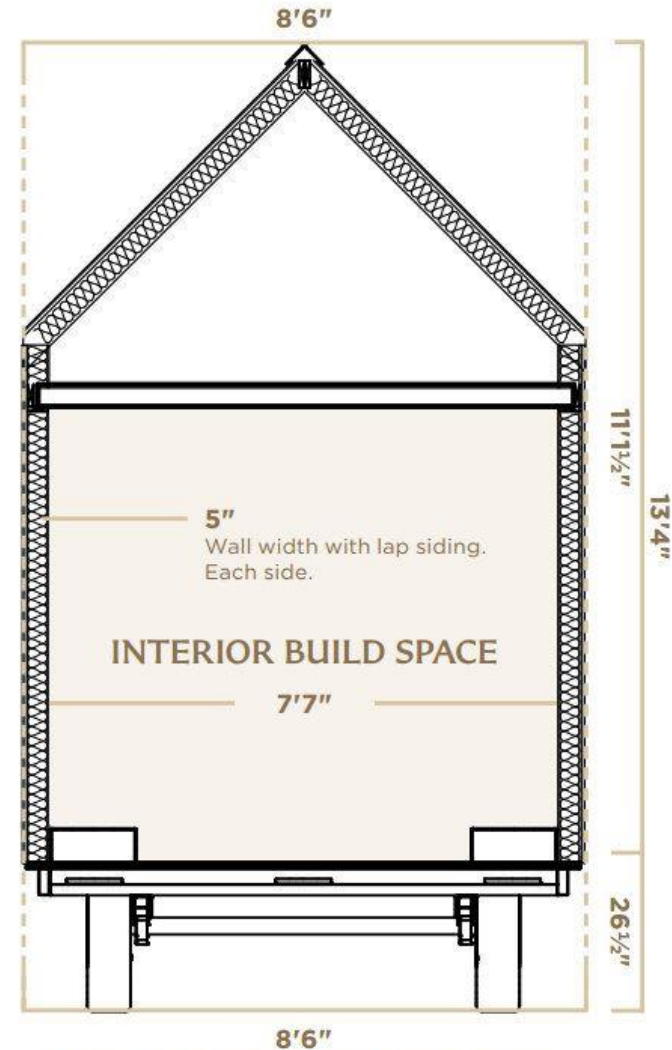 8'6"
11'1½"
13'4"
5"
Wall width with lap siding.
Each side.
INTERIOR BUILD SPACE
7'7"
26½"
8'6"